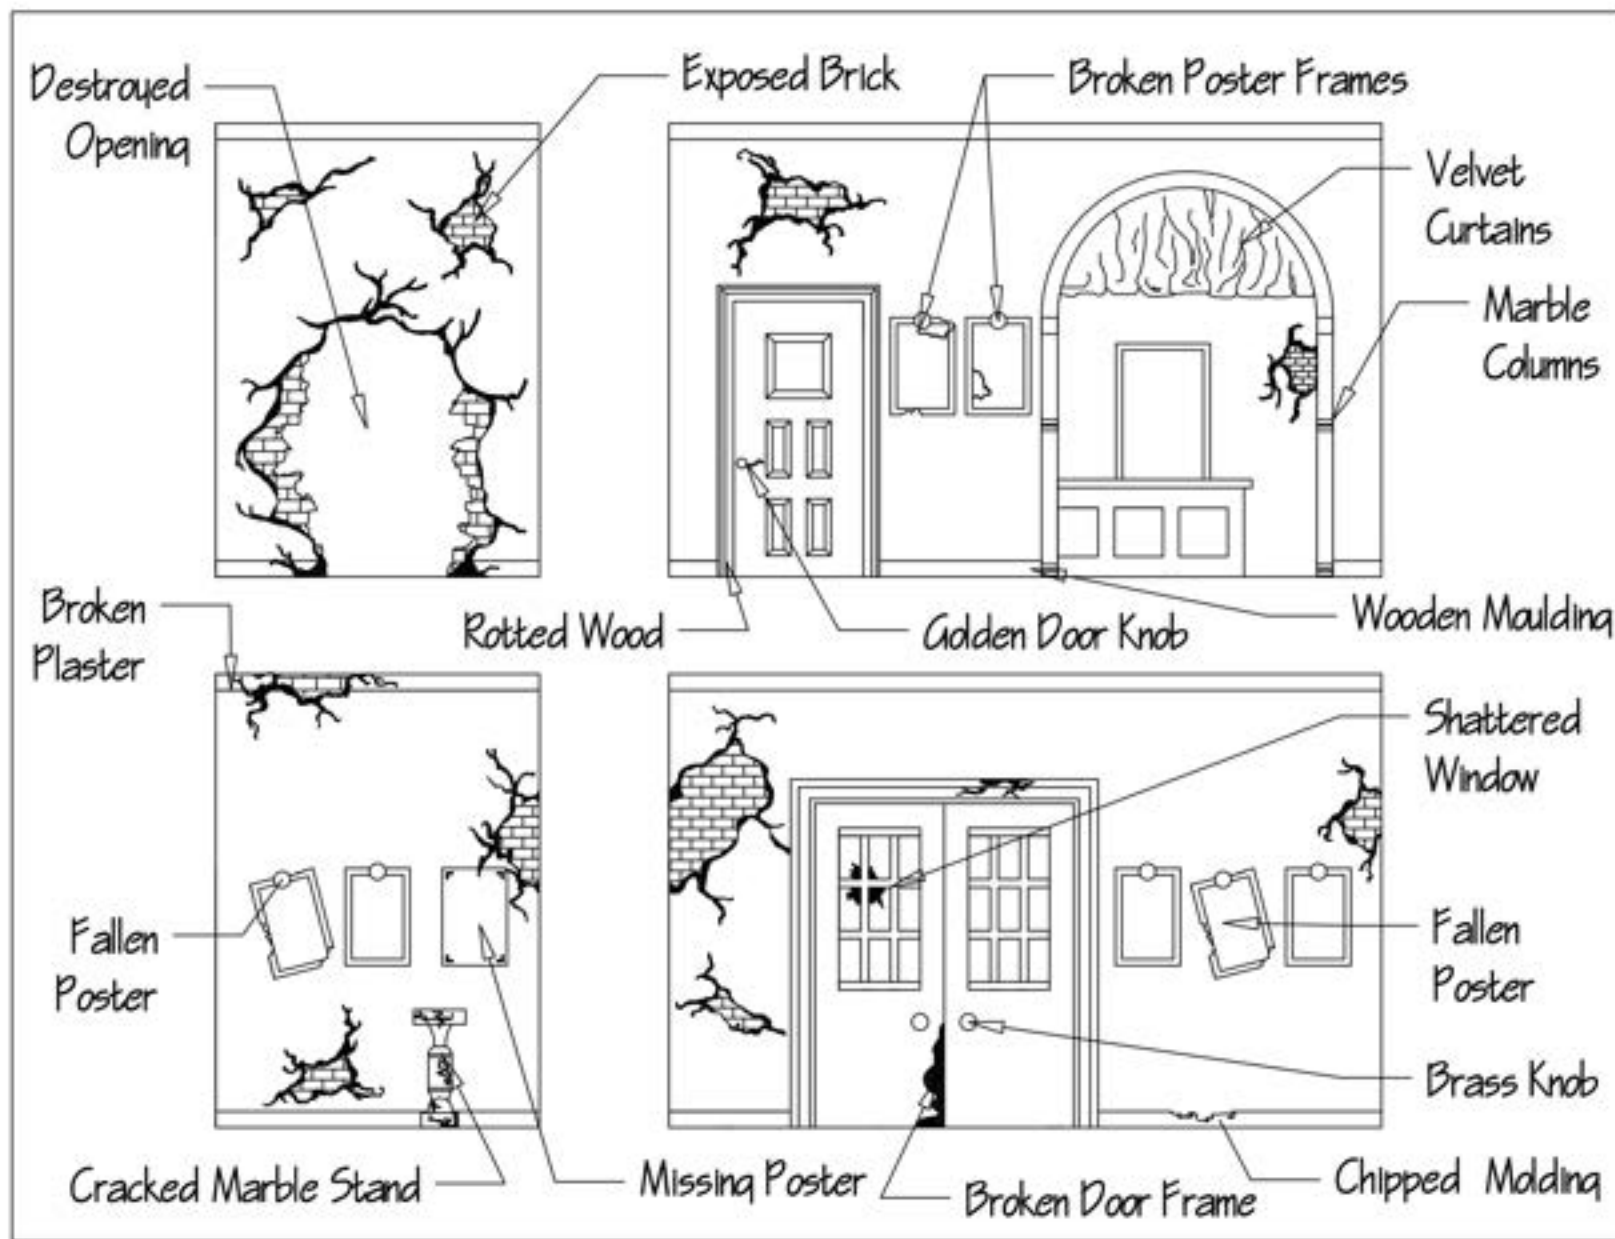 Destroyed
Opening
Exposed Brick
Broken Poster Frames
Velvet
Curtains
Marble
Columns
Broken
Plaster
Rotted Wood
Golden Door Knob
Wooden Moulding
Shattered
Window
Fallen
Poster
Fallen
Poster
Brass Knob
Cracked Marble Stand
Missing Poster
Broken Door Frame
Chipped Molding